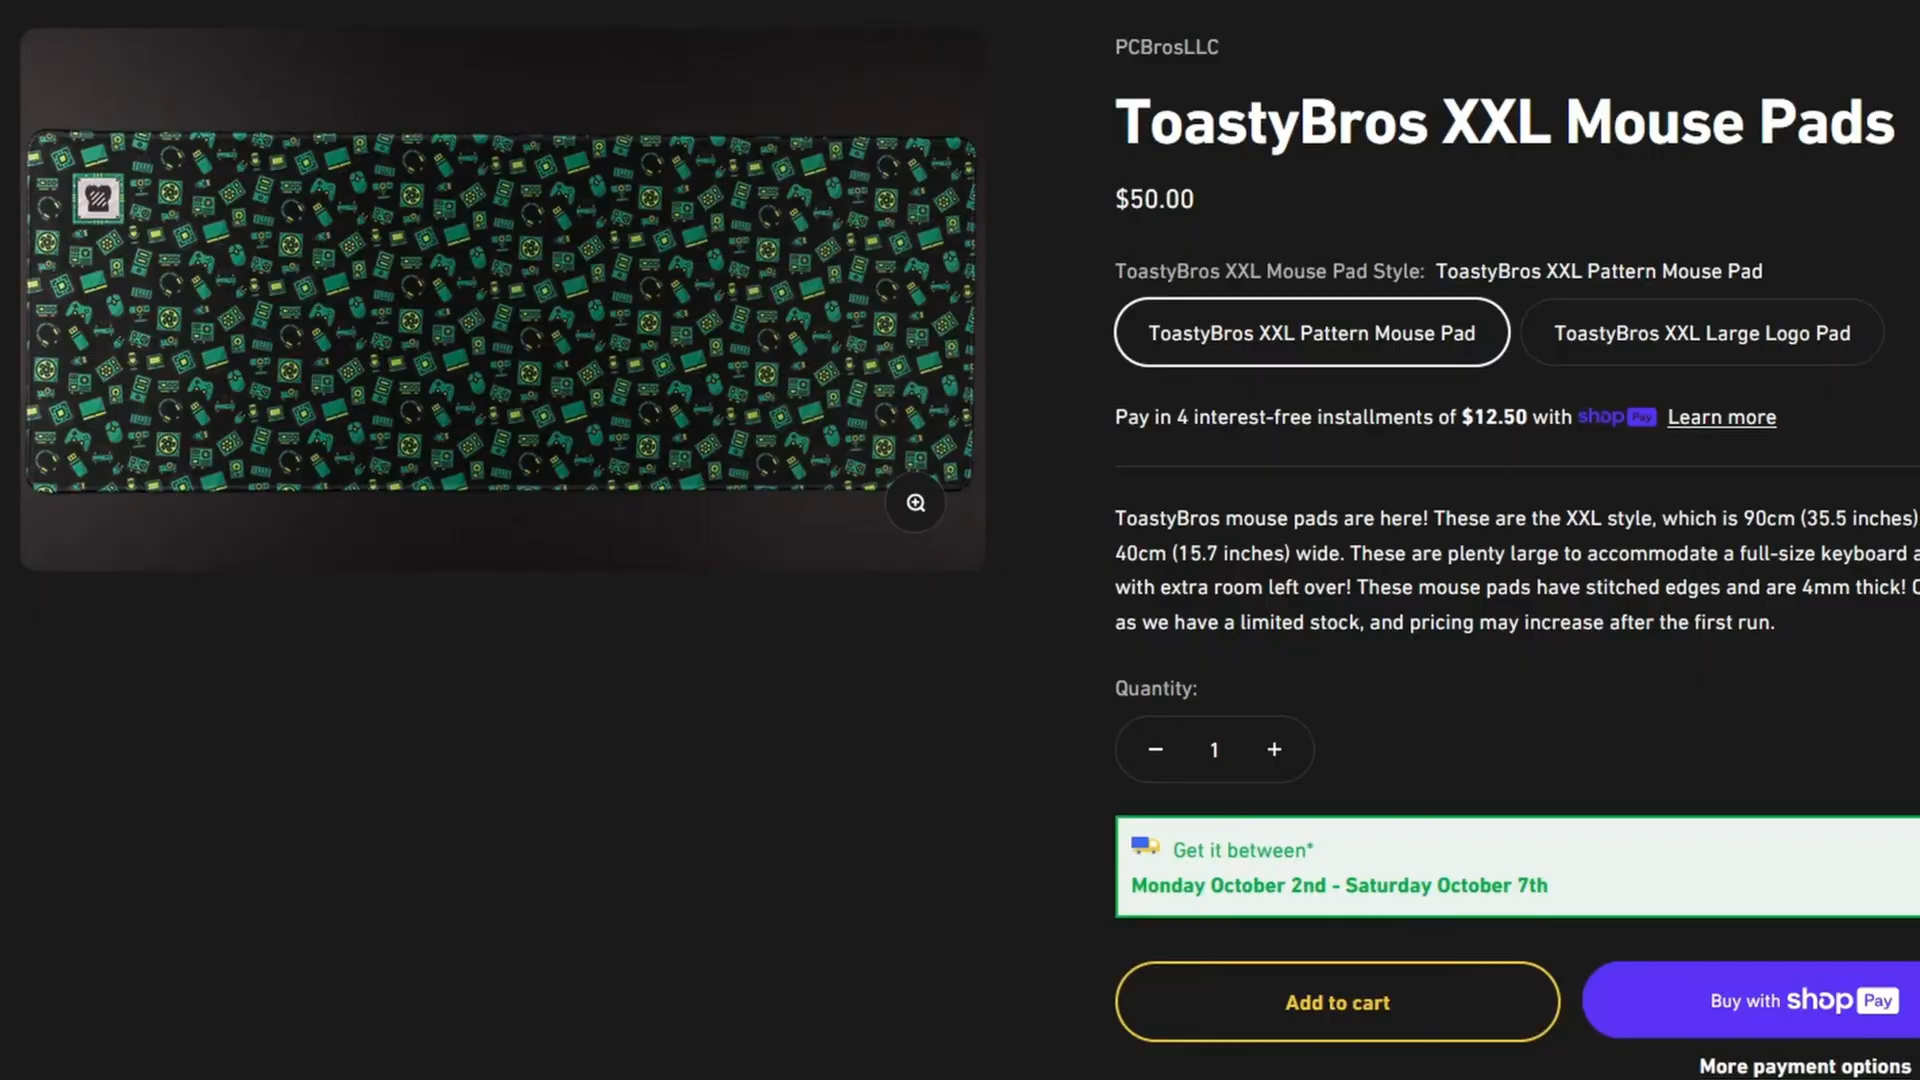 PCBrosLLC
ToastyBros XXL Mouse Pads
$50.00
ToastyBros XXL Mouse Pad Style: ToastyBros XXL Pattern Mouse Pad
ToastyBros XXL Pattern Mouse Pad
ToastyBros XXL Large Logo Pad
Pay in 4 interest-free installments of $12.50 with shop Pay Learn more
ToastyBros mouse pads are here! These are the XXL style, which is 90cm (35.5 inches)
40cm (15.7 inches) wide. These are plenty large to accommodate a full-size keyboard
with extra room left over! These mouse pads have stitched edges and are 4mm thick!
as we have a limited stock, and pricing may increase after the first run.
Quantity:
− 1 +
Get it between*
Monday October 2nd - Saturday October 7th
Add to cart
Buy with shop Pay
More payment options